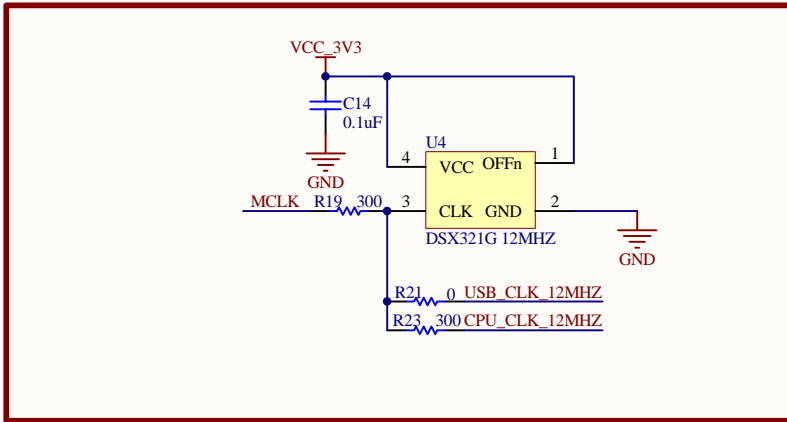 VCC_3V3
C14
0.1uF
GND
U4
4 VCC OFFn 1
MCLK R19 300 3 CLK GND 2
DSX321G 12MHZ
GND
R21 0 USB_CLK_12MHZ
R23 300 CPU_CLK_12MHZ